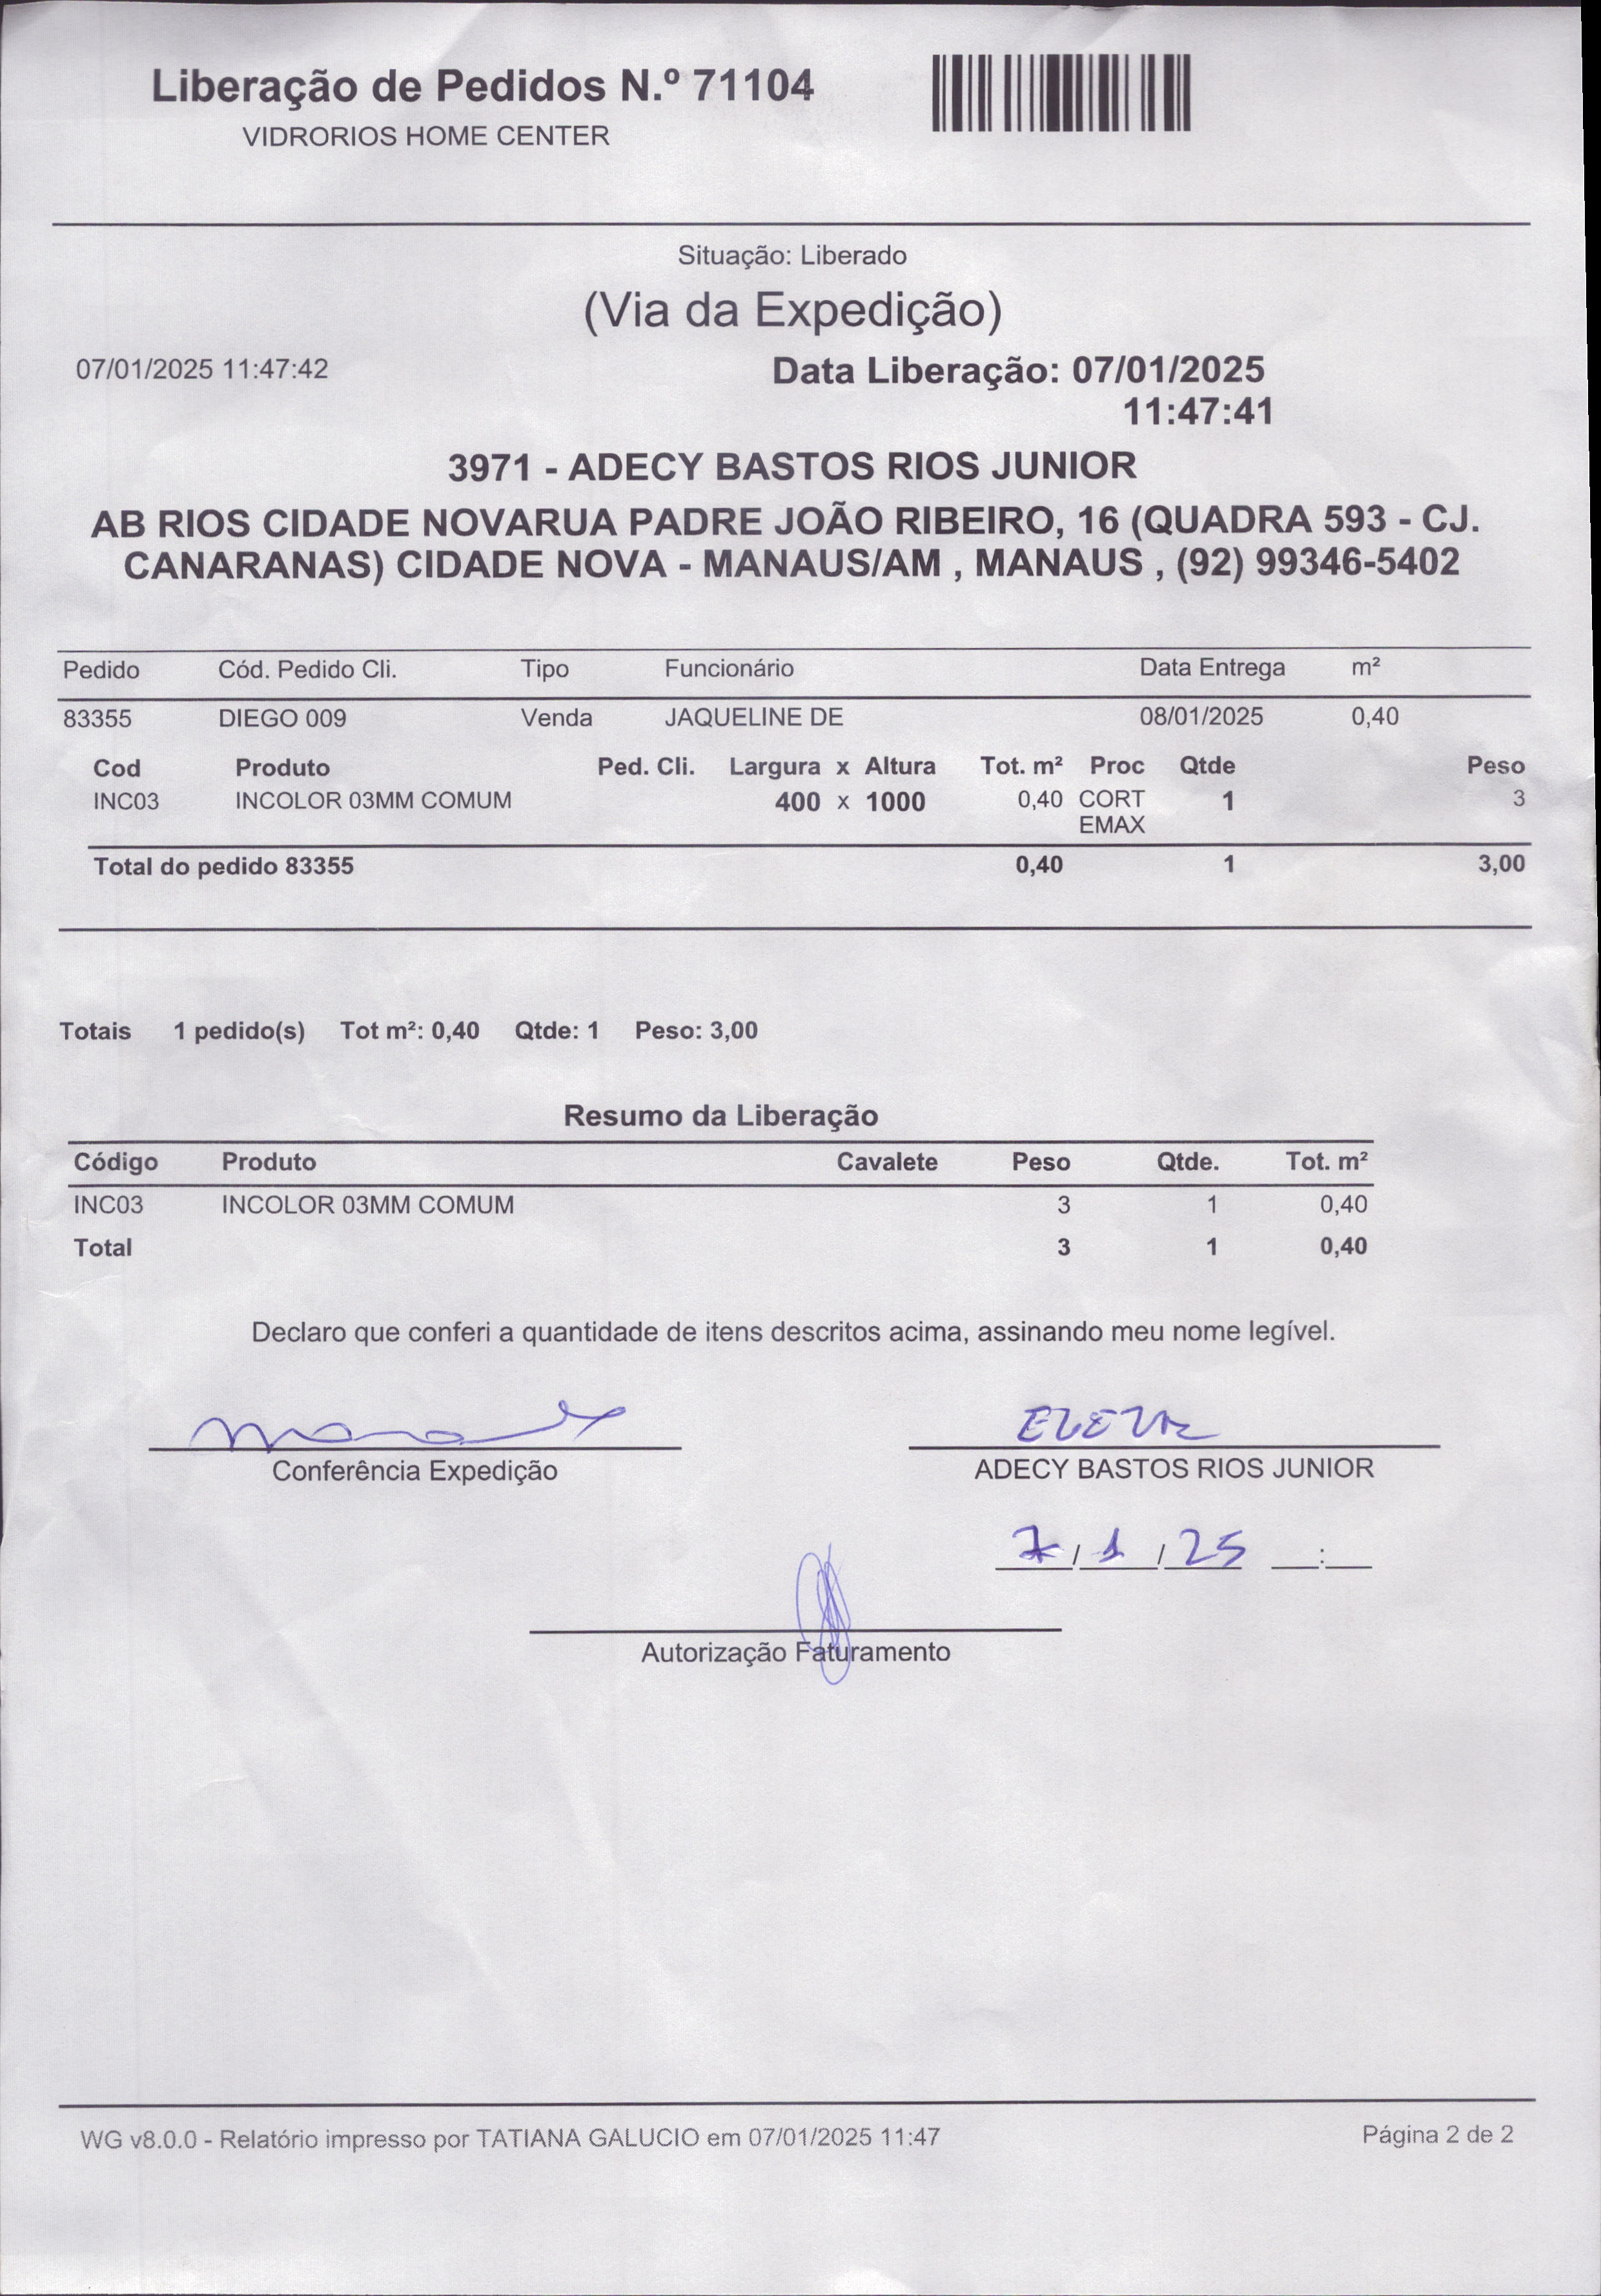 Liberação de Pedidos N.º 71104
VIDRORIOS HOME CENTER
Situação: Liberado
(Via da Expedição)
07/01/2025 11:47:42
Data Liberação: 07/01/2025
11:47:41
3971 - ADECY BASTOS RIOS JUNIOR
AB RIOS CIDADE NOVARUA PADRE JOÃO RIBEIRO, 16 (QUADRA 593 - CJ.
CANARANAS) CIDADE NOVA - MANAUS/AM , MANAUS , (92) 99346-5402
Pedido Cód. Pedido Cli. Tipo Funcionário Data Entrega m²
83355 DIEGO 009 Venda JAQUELINE DE 08/01/2025 0,40
Cod Produto Ped. Cli. Largura x Altura Tot. m² Proc Qtde Peso
INC03 INCOLOR 03MM COMUM 400 x 1000 0,40 CORT 1 3
EMAX
Total do pedido 83355 0,40 1 3,00
Totais 1 pedido(s) Tot m²: 0,40 Qtde: 1 Peso: 3,00
Resumo da Liberação
Código Produto Cavalete Peso Qtde. Tot. m²
INC03 INCOLOR 03MM COMUM 3 1 0,40
Total 3 1 0,40
Declaro que conferi a quantidade de itens descritos acima, assinando meu nome legível.
Conferência Expedição ADECY BASTOS RIOS JUNIOR
7/1/25 :
Autorização Faturamento
WG v8.0.0 - Relatório impresso por TATIANA GALUCIO em 07/01/2025 11:47 Página 2 de 2